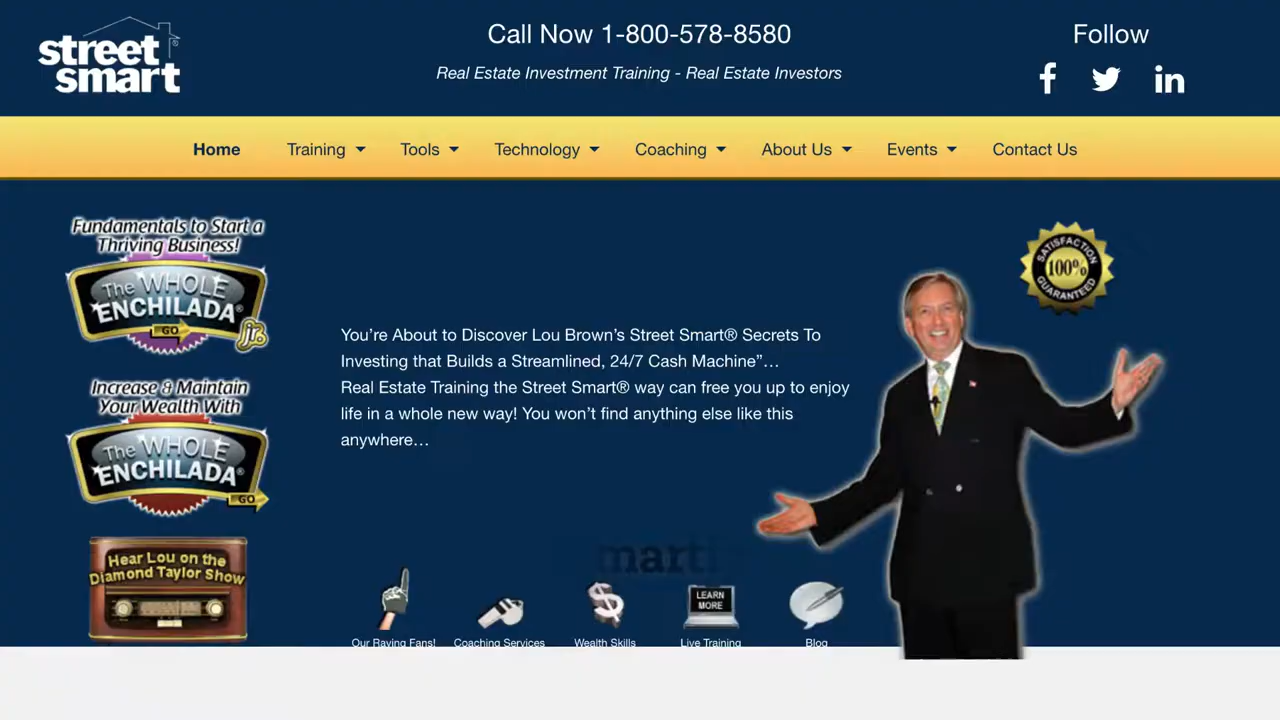 street
smart
®
Call Now 1-800-578-8580
Real Estate Investment Training - Real Estate Investors
Follow
Home Training Tools Technology Coaching About Us Events Contact Us
Fundamentals to Start a
Thriving Business!
The WHOLE
ENCHILADA®
GO
jr.
Increase & Maintain
Your Wealth With
The WHOLE
ENCHILADA®
GO
Hear Lou on the
Diamond Taylor Show
You’re About to Discover Lou Brown’s Street Smart® Secrets To
Investing that Builds a Streamlined, 24/7 Cash Machine”…
Real Estate Training the Street Smart® way can free you up to enjoy
life in a whole new way! You won’t find anything else like this
anywhere…
SATISFACTION
100%
GUARANTEED
mart
LEARN
MORE
Our Raving Fans! Coaching Services Wealth Skills Live Training Blog